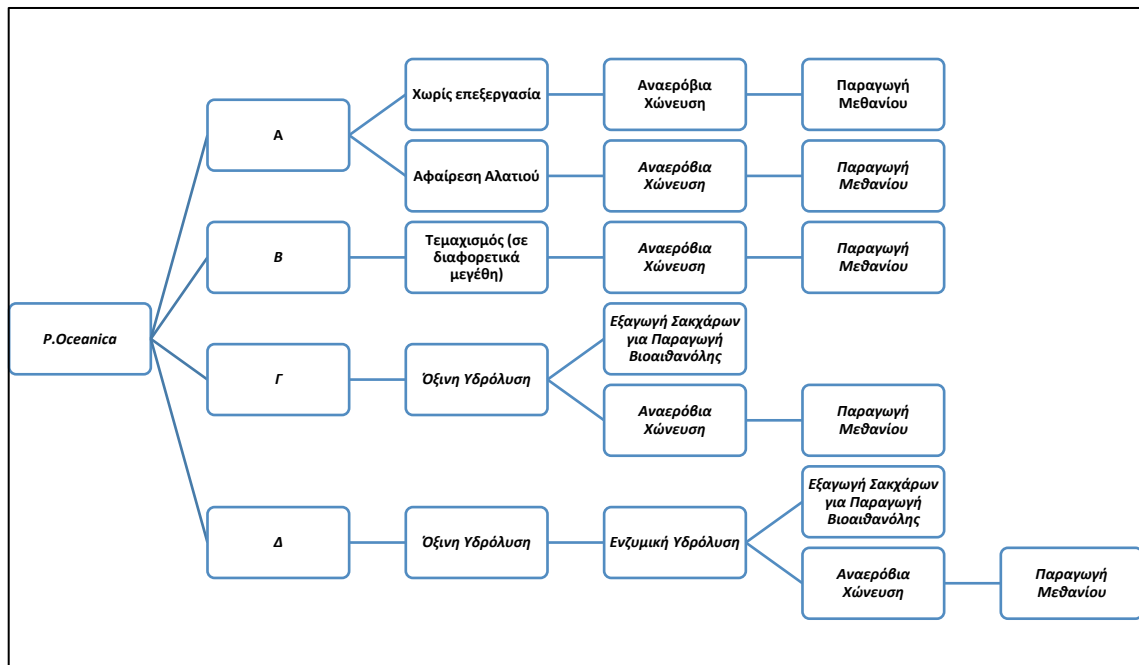 Χωρίς επεξεργασία
Αναερόβια
Χώνευση
Παραγωγή
Μεθανίου
Α
Αφαίρεση Αλατιού
Αναερόβια
Χώνευση
Παραγωγή
Μεθανίου
Β
Τεμαχισμός (σε
διαφορετικά
μεγέθη)
Αναερόβια
Χώνευση
Παραγωγή
Μεθανίου
P.Oceanica
Εξαγωγή Σακχάρων
για Παραγωγή
Βιοαιθανόλης
Γ
Όξινη Υδρόλυση
Αναερόβια
Χώνευση
Παραγωγή
Μεθανίου
Εξαγωγή Σακχάρων
για Παραγωγή
Βιοαιθανόλης
Δ
Όξινη Υδρόλυση
Ενζυμική Υδρόλυση
Αναερόβια
Χώνευση
Παραγωγή
Μεθανίου